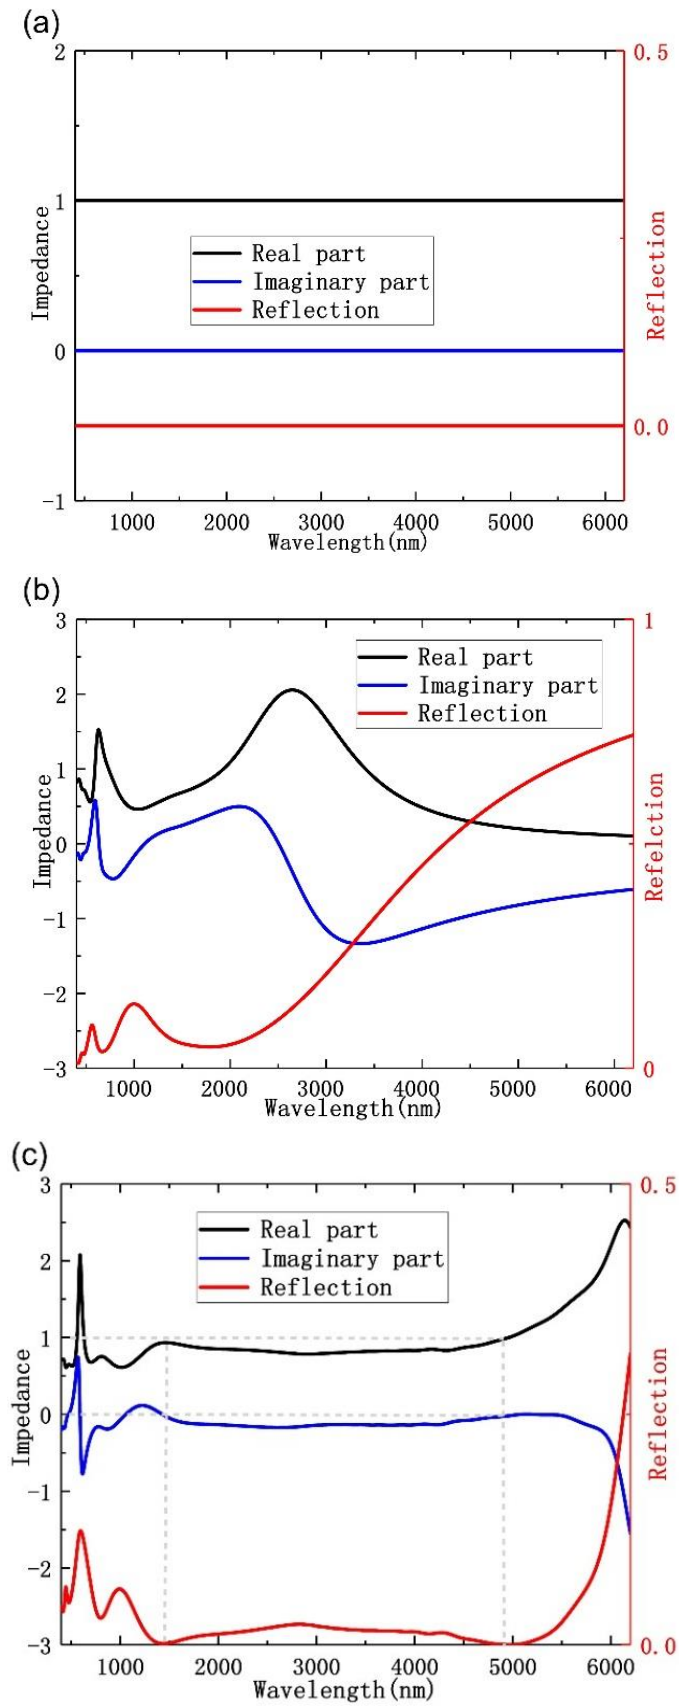 (a)
2
0.5
1
Impedance
Real part
Imaginary part
Reflection
Reflection
0
0.0
-1
1000 2000 3000 4000 5000 6000
Wavelength(nm)
(b)
3
1
Real part
Imaginary part
Reflection
2
1
Impedance
0
Refelction
-1
-2
-3
0
1000 2000 3000 4000 5000 6000
Wavelength(nm)
(c)
3
0.5
Real part
Imaginary part
Reflection
2
1
Impedance
0
Reflection
-1
-2
-3
0.0
1000 2000 3000 4000 5000 6000
Wavelength(nm)